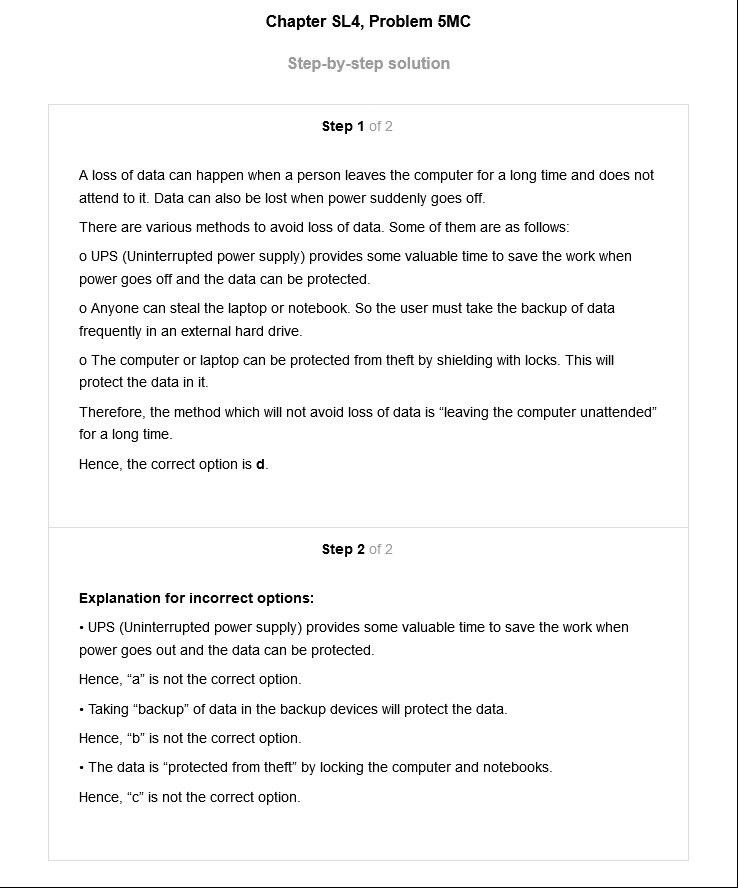 Chapter SL4, Problem 5MC
Step-by-step solution
Step 1 of 2
A loss of data can happen when a person leaves the computer for a long time and does not
attend to it. Data can also be lost when power suddenly goes off.
There are various methods to avoid loss of data. Some of them are as follows:
o UPS (Uninterrupted power supply) provides some valuable time to save the work when
power goes off and the data can be protected.
o Anyone can steal the laptop or notebook. So the user must take the backup of data
frequently in an external hard drive.
o The computer or laptop can be protected from theft by shielding with locks. This will
protect the data in it.
Therefore, the method which will not avoid loss of data is “leaving the computer unattended”
for a long time.
Hence, the correct option is d.
Step 2 of 2
Explanation for incorrect options:
• UPS (Uninterrupted power supply) provides some valuable time to save the work when
power goes out and the data can be protected.
Hence, “a” is not the correct option.
• Taking “backup” of data in the backup devices will protect the data.
Hence, “b” is not the correct option.
• The data is “protected from theft” by locking the computer and notebooks.
Hence, “c” is not the correct option.